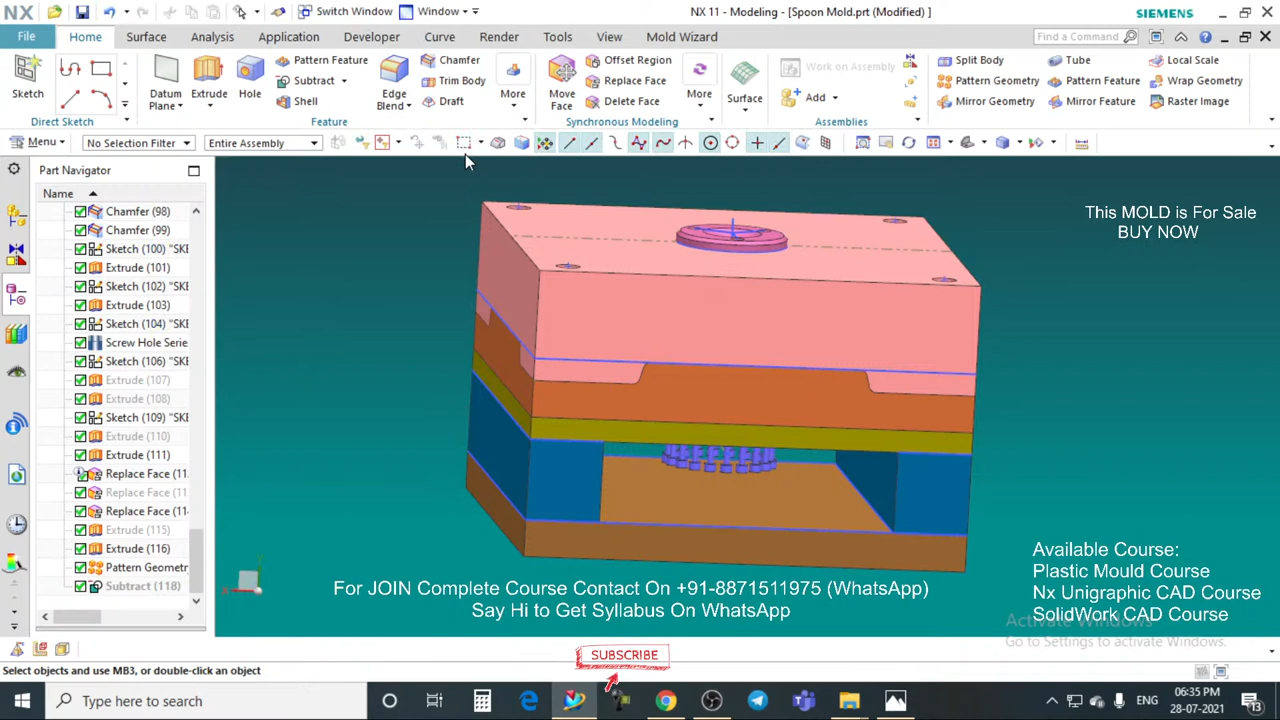 NX
Switch Window
Window
NX 11 - Modeling - [Spoon Mold.prt (Modified) ]
SIEMENS
File
Home
Surface
Analysis
Application
Developer
Curve
Render
Tools
View
Mold Wizard
Find a Command
Sketch
Direct Sketch
Datum Plane
Extrude
Hole
Pattern Feature
Subtract
Shell
Edge Blend
Chamfer
Trim Body
Draft
More
Feature
Move Face
Offset Region
Replace Face
Delete Face
More
Synchronous Modeling
Surface
Work on Assembly
Add
Assemblies
Split Body
Pattern Geometry
Mirror Geometry
Tube
Pattern Feature
Mirror Feature
Local Scale
Wrap Geometry
Raster Image
Menu
No Selection Filter
Entire Assembly
Part Navigator
Name
Chamfer (98)
Chamfer (99)
Sketch (100) "SKE
Extrude (101)
Sketch (102) "SKE
Extrude (103)
Sketch (104) "SKE
Screw Hole Serie
Sketch (106) "SKE
Extrude (107)
Extrude (108)
Sketch (109) "SKE
Extrude (110)
Extrude (111)
Replace Face (11
Replace Face (11
Replace Face (114
Extrude (115)
Extrude (116)
Pattern Geometr
Subtract (118)
This MOLD is For Sale
BUY NOW
Available Course:
Plastic Mould Course
Nx Unigraphic CAD Course
SolidWork CAD Course
Activate Windows
Go to Settings to activate Windows.
For JOIN Complete Course Contact On +91-8871511975 (WhatsApp)
Say Hi to Get Syllabus On WhatsApp
SUBSCRIBE
Select objects and use MB3, or double-click an object
Type here to search
ENG
06:35 PM
28-07-2021
13